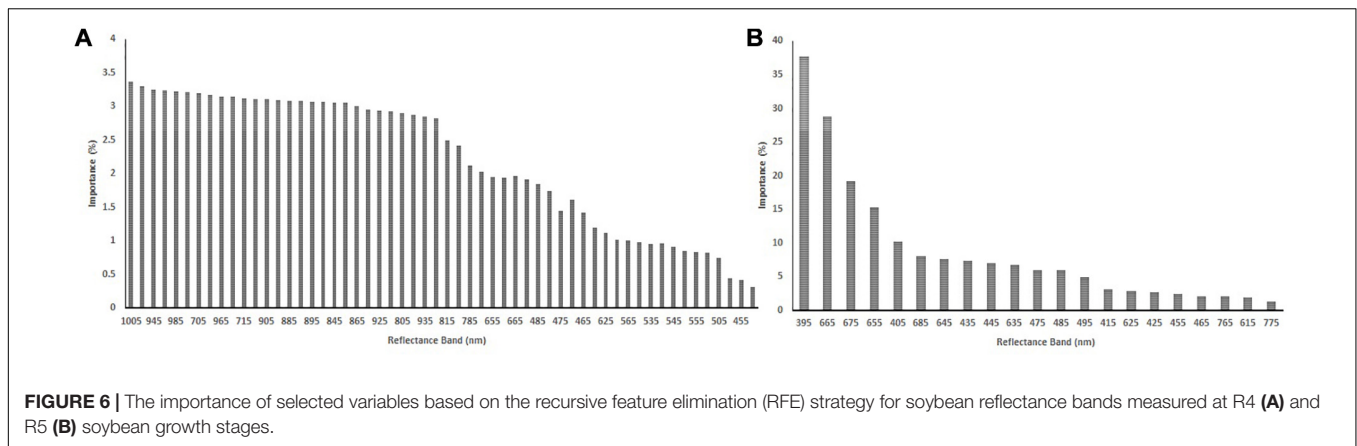 A
4
3.5
3
2.5
2
1.5
1
0.5
0
Importance (%)
1005 945 985 705 965 715 905 885 895 845 865 925 805 935 815 785 655 665 485 475 465 625 565 535 545 555 505 455
Reflectance Band (nm)
B
40
35
30
25
20
15
10
5
0
Importance (%)
395 665 675 655 405 685 645 435 445 635 475 485 495 415 625 425 455 465 765 615 775
Reflectance Band (nm)
FIGURE 6 | The importance of selected variables based on the recursive feature elimination (RFE) strategy for soybean reflectance bands measured at R4 (A) and
R5 (B) soybean growth stages.